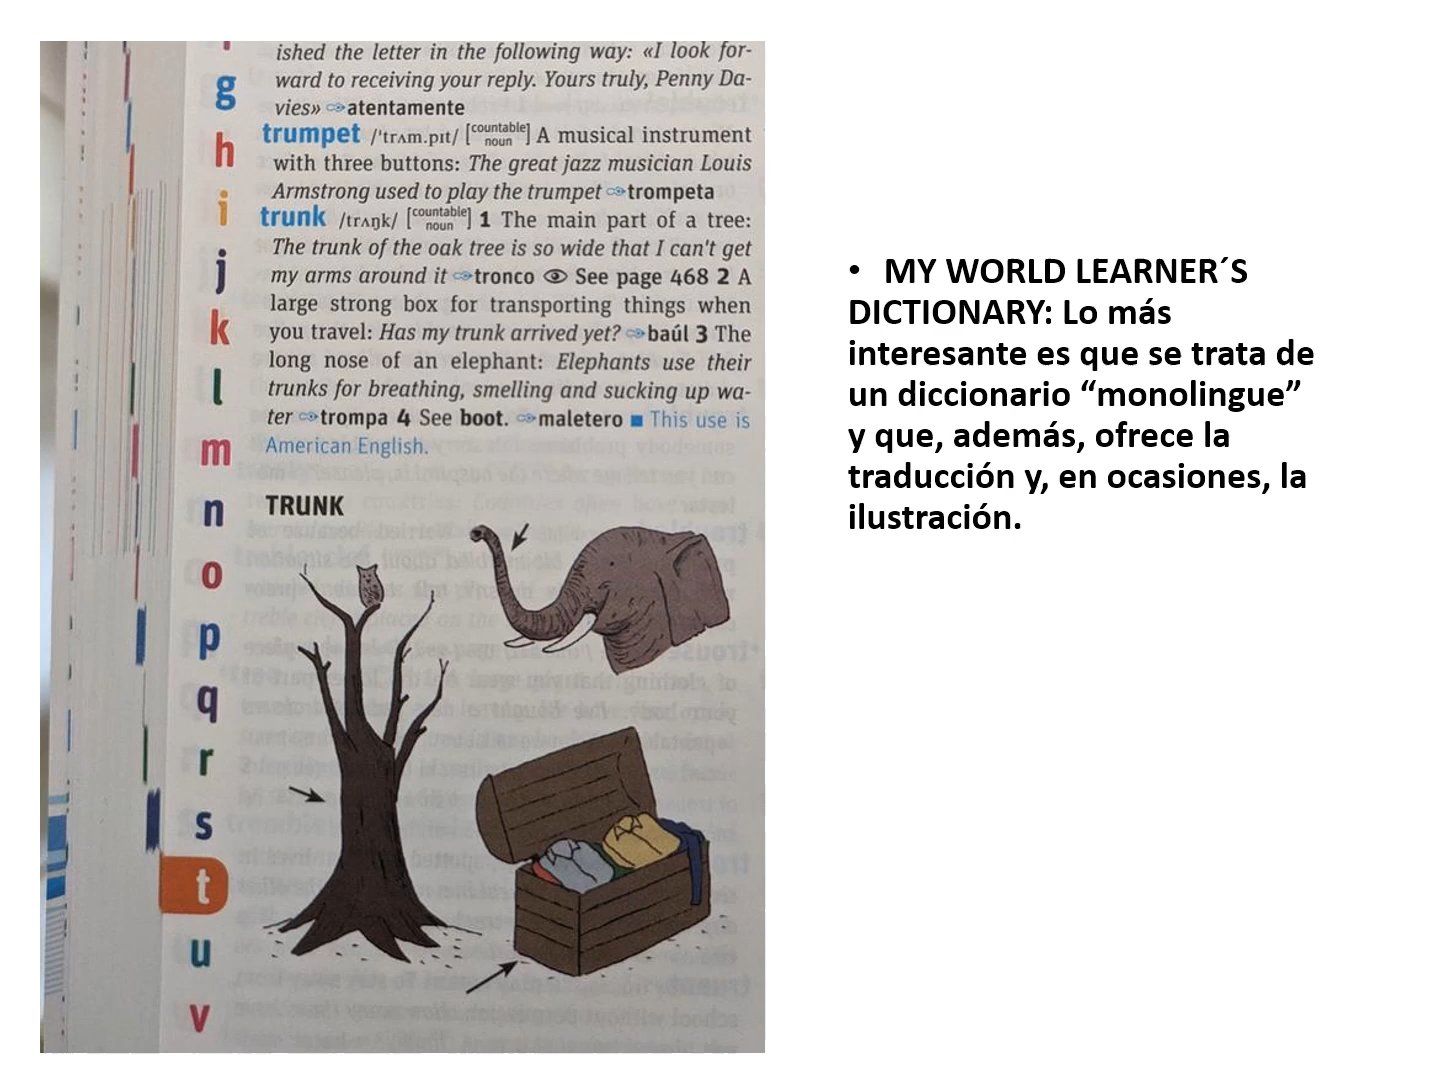 ished the letter in the following way: «I look for-
ward to receiving your reply. Yours truly, Penny Da-
vies» atentamente
trumpet /ˈtrʌm.pɪt/ [countable noun] A musical instrument
with three buttons: The great jazz musician Louis
Armstrong used to play the trumpet trompeta
trunk /trʌŋk/ [countable noun] 1 The main part of a tree:
The trunk of the oak tree is so wide that I can't get
my arms around it tronco See page 468 2 A
large strong box for transporting things when
you travel: Has my trunk arrived yet? baúl 3 The
long nose of an elephant: Elephants use their
trunks for breathing, smelling and sucking up wa-
ter trompa 4 See boot. maletero ■ This use is
American English.
TRUNK
g
h
i
j
k
l
m
n
o
p
q
r
s
t
u
v
• MY WORLD LEARNER´S
DICTIONARY: Lo más
interesante es que se trata de
un diccionario “monolingue”
y que, además, ofrece la
traducción y, en ocasiones, la
ilustración.